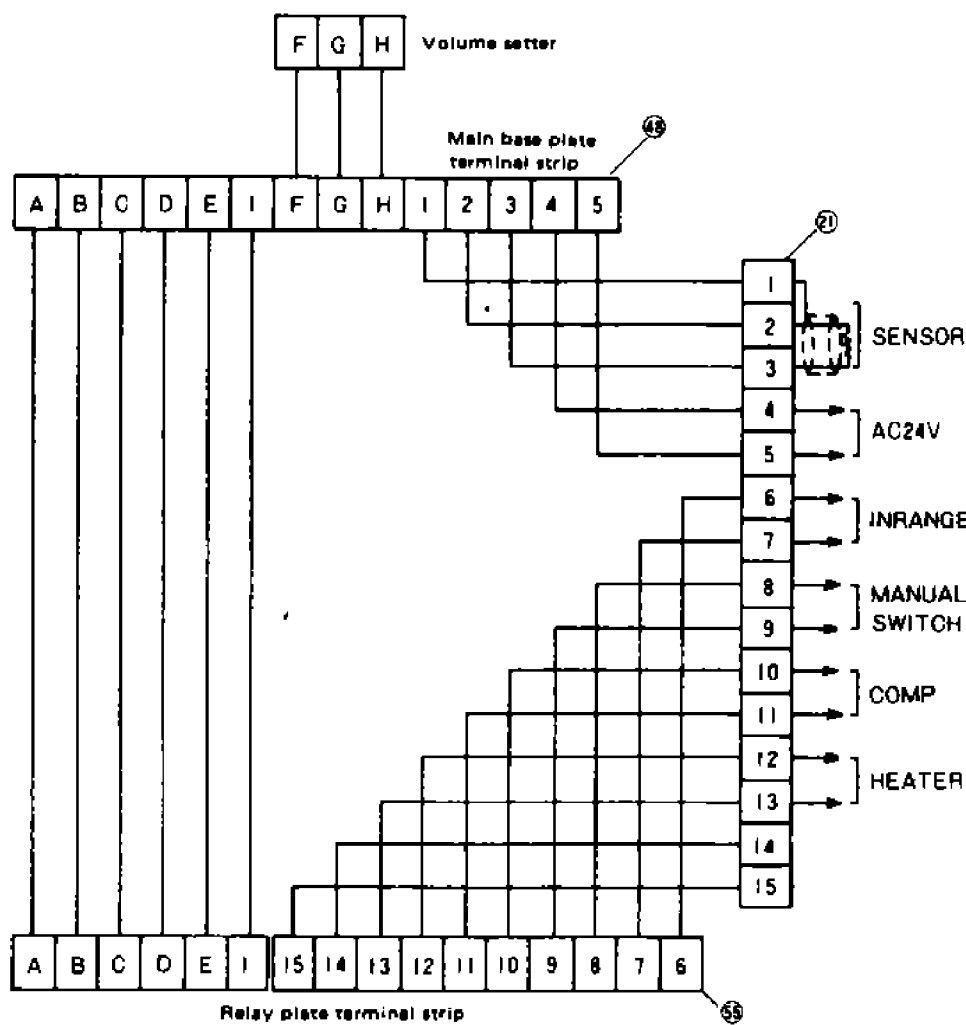 F G H Volume setter
48
Main base plate
terminal strip
A B C D E I F G H 1 2 3 4 5
21
1
2
3
SENSOR
4
5
AC24V
6
7
INRANGE
8
9
MANUAL
SWITCH
10
11
COMP
12
13
HEATER
14
15
A B C D E I 15 14 13 12 11 10 9 8 7 6
Relay plate terminal strip
55